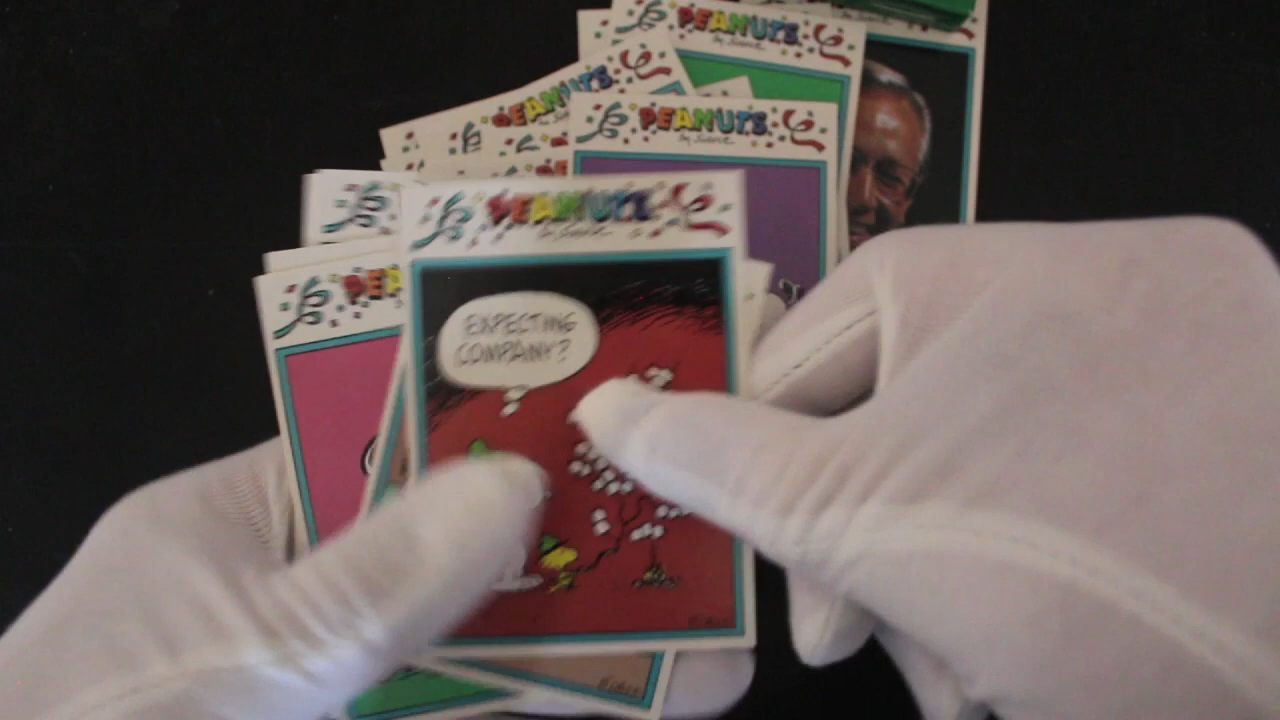 PEANUTS
by Schulz
PEANUTS
PEANUTS
by Schulz
PEANUTS
by Schulz
PEA
EXPECTING
COMPANY?